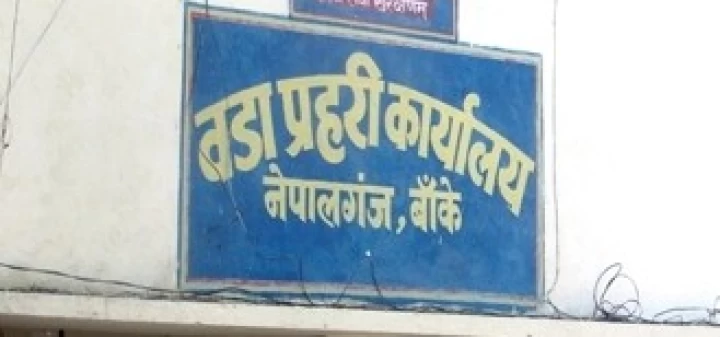 वडा प्रहरी कार्यालय
नेपालगंज, बाँके